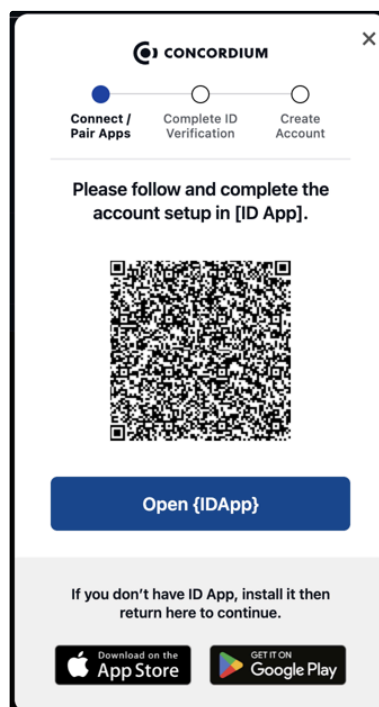 CONCORDIUM
Connect /
Pair Apps
Complete ID
Verification
Create
Account
Please follow and complete the
account setup in [ID App].
Open {IDApp}
If you don't have ID App, install it then
return here to continue.
Download on the
App Store
GET IT ON
Google Play